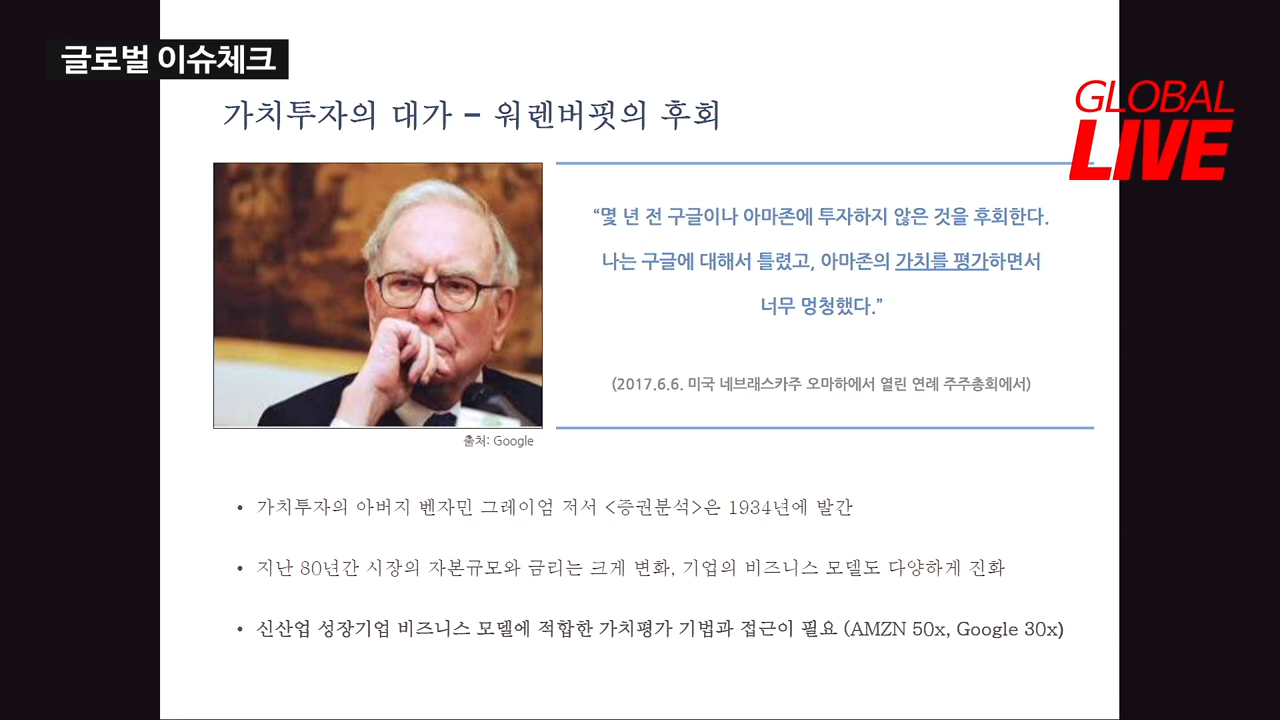 글로벌 이슈체크
GLOBAL
LIVE
가치투자의 대가 – 워렌버핏의 후회
“몇 년 전 구글이나 아마존에 투자하지 않은 것을 후회한다.
나는 구글에 대해서 틀렸고, 아마존의 가치를 평가하면서
너무 멍청했다.”
(2017.6.6. 미국 네브래스카주 오마하에서 열린 연례 주주총회에서)
출처: Google
• 가치투자의 아버지 벤자민 그레이엄 저서 <증권분석>은 1934년에 발간
• 지난 80년간 시장의 자본규모와 금리는 크게 변화, 기업의 비즈니스 모델도 다양하게 진화
• 신산업 성장기업 비즈니스 모델에 적합한 가치평가 기법과 접근이 필요 (AMZN 50x, Google 30x)